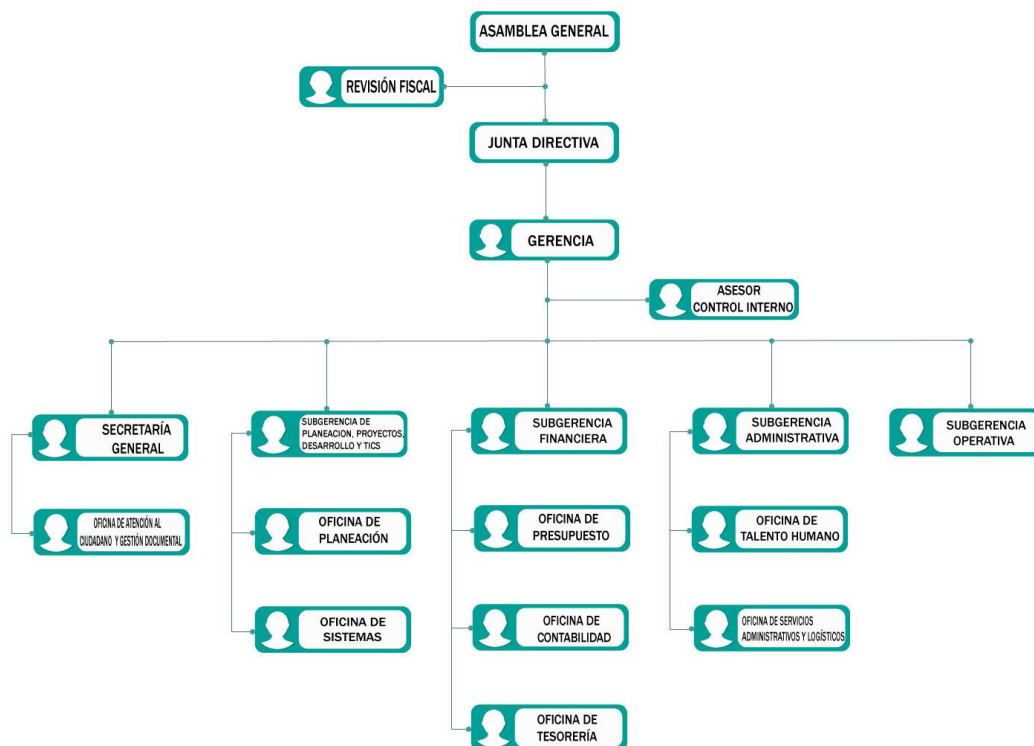 ASAMBLEA GENERAL
REVISIÓN FISCAL
JUNTA DIRECTIVA
GERENCIA
ASESOR
CONTROL INTERNO
SECRETARÍA
GENERAL
SUBGERENCIA DE
PLANEACION, PROYECTOS,
DESARROLLO Y TICS
SUBGERENCIA
FINANCIERA
SUBGERENCIA
ADMINISTRATIVA
SUBGERENCIA
OPERATIVA
OFICINA DE ATENCIÓN AL
CIUDADANO Y GESTIÓN DOCUMENTAL
OFICINA DE
PLANEACIÓN
OFICINA DE
PRESUPUESTO
OFICINA DE
TALENTO HUMANO
OFICINA DE
SISTEMAS
OFICINA DE
CONTABILIDAD
OFICINA DE SERVICIOS
ADMINISTRATIVOS Y LOGÍSTICOS
OFICINA DE
TESORERÍA